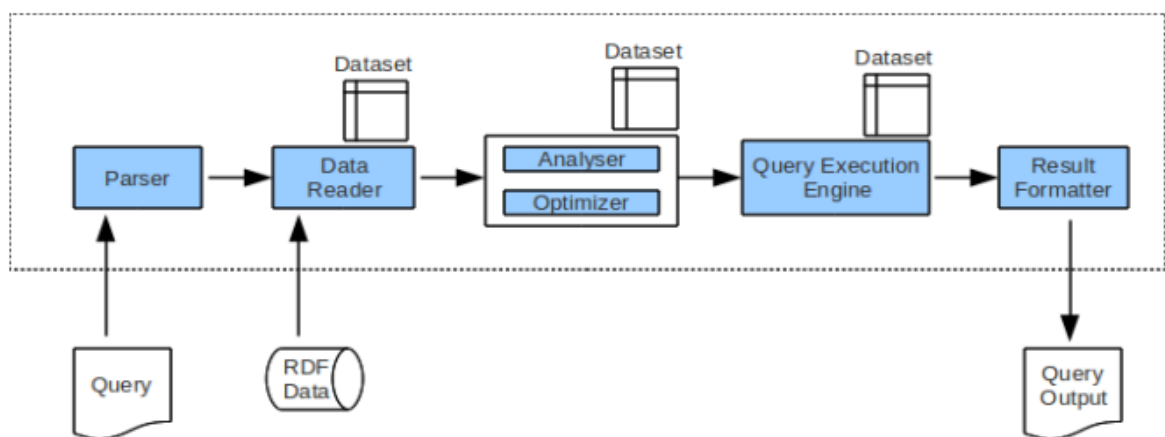 Dataset
Dataset
Dataset
Parser
Data
Reader
Analyser
Optimizer
Query Execution
Engine
Result
Formatter
Query
RDF
Data
Query
Output